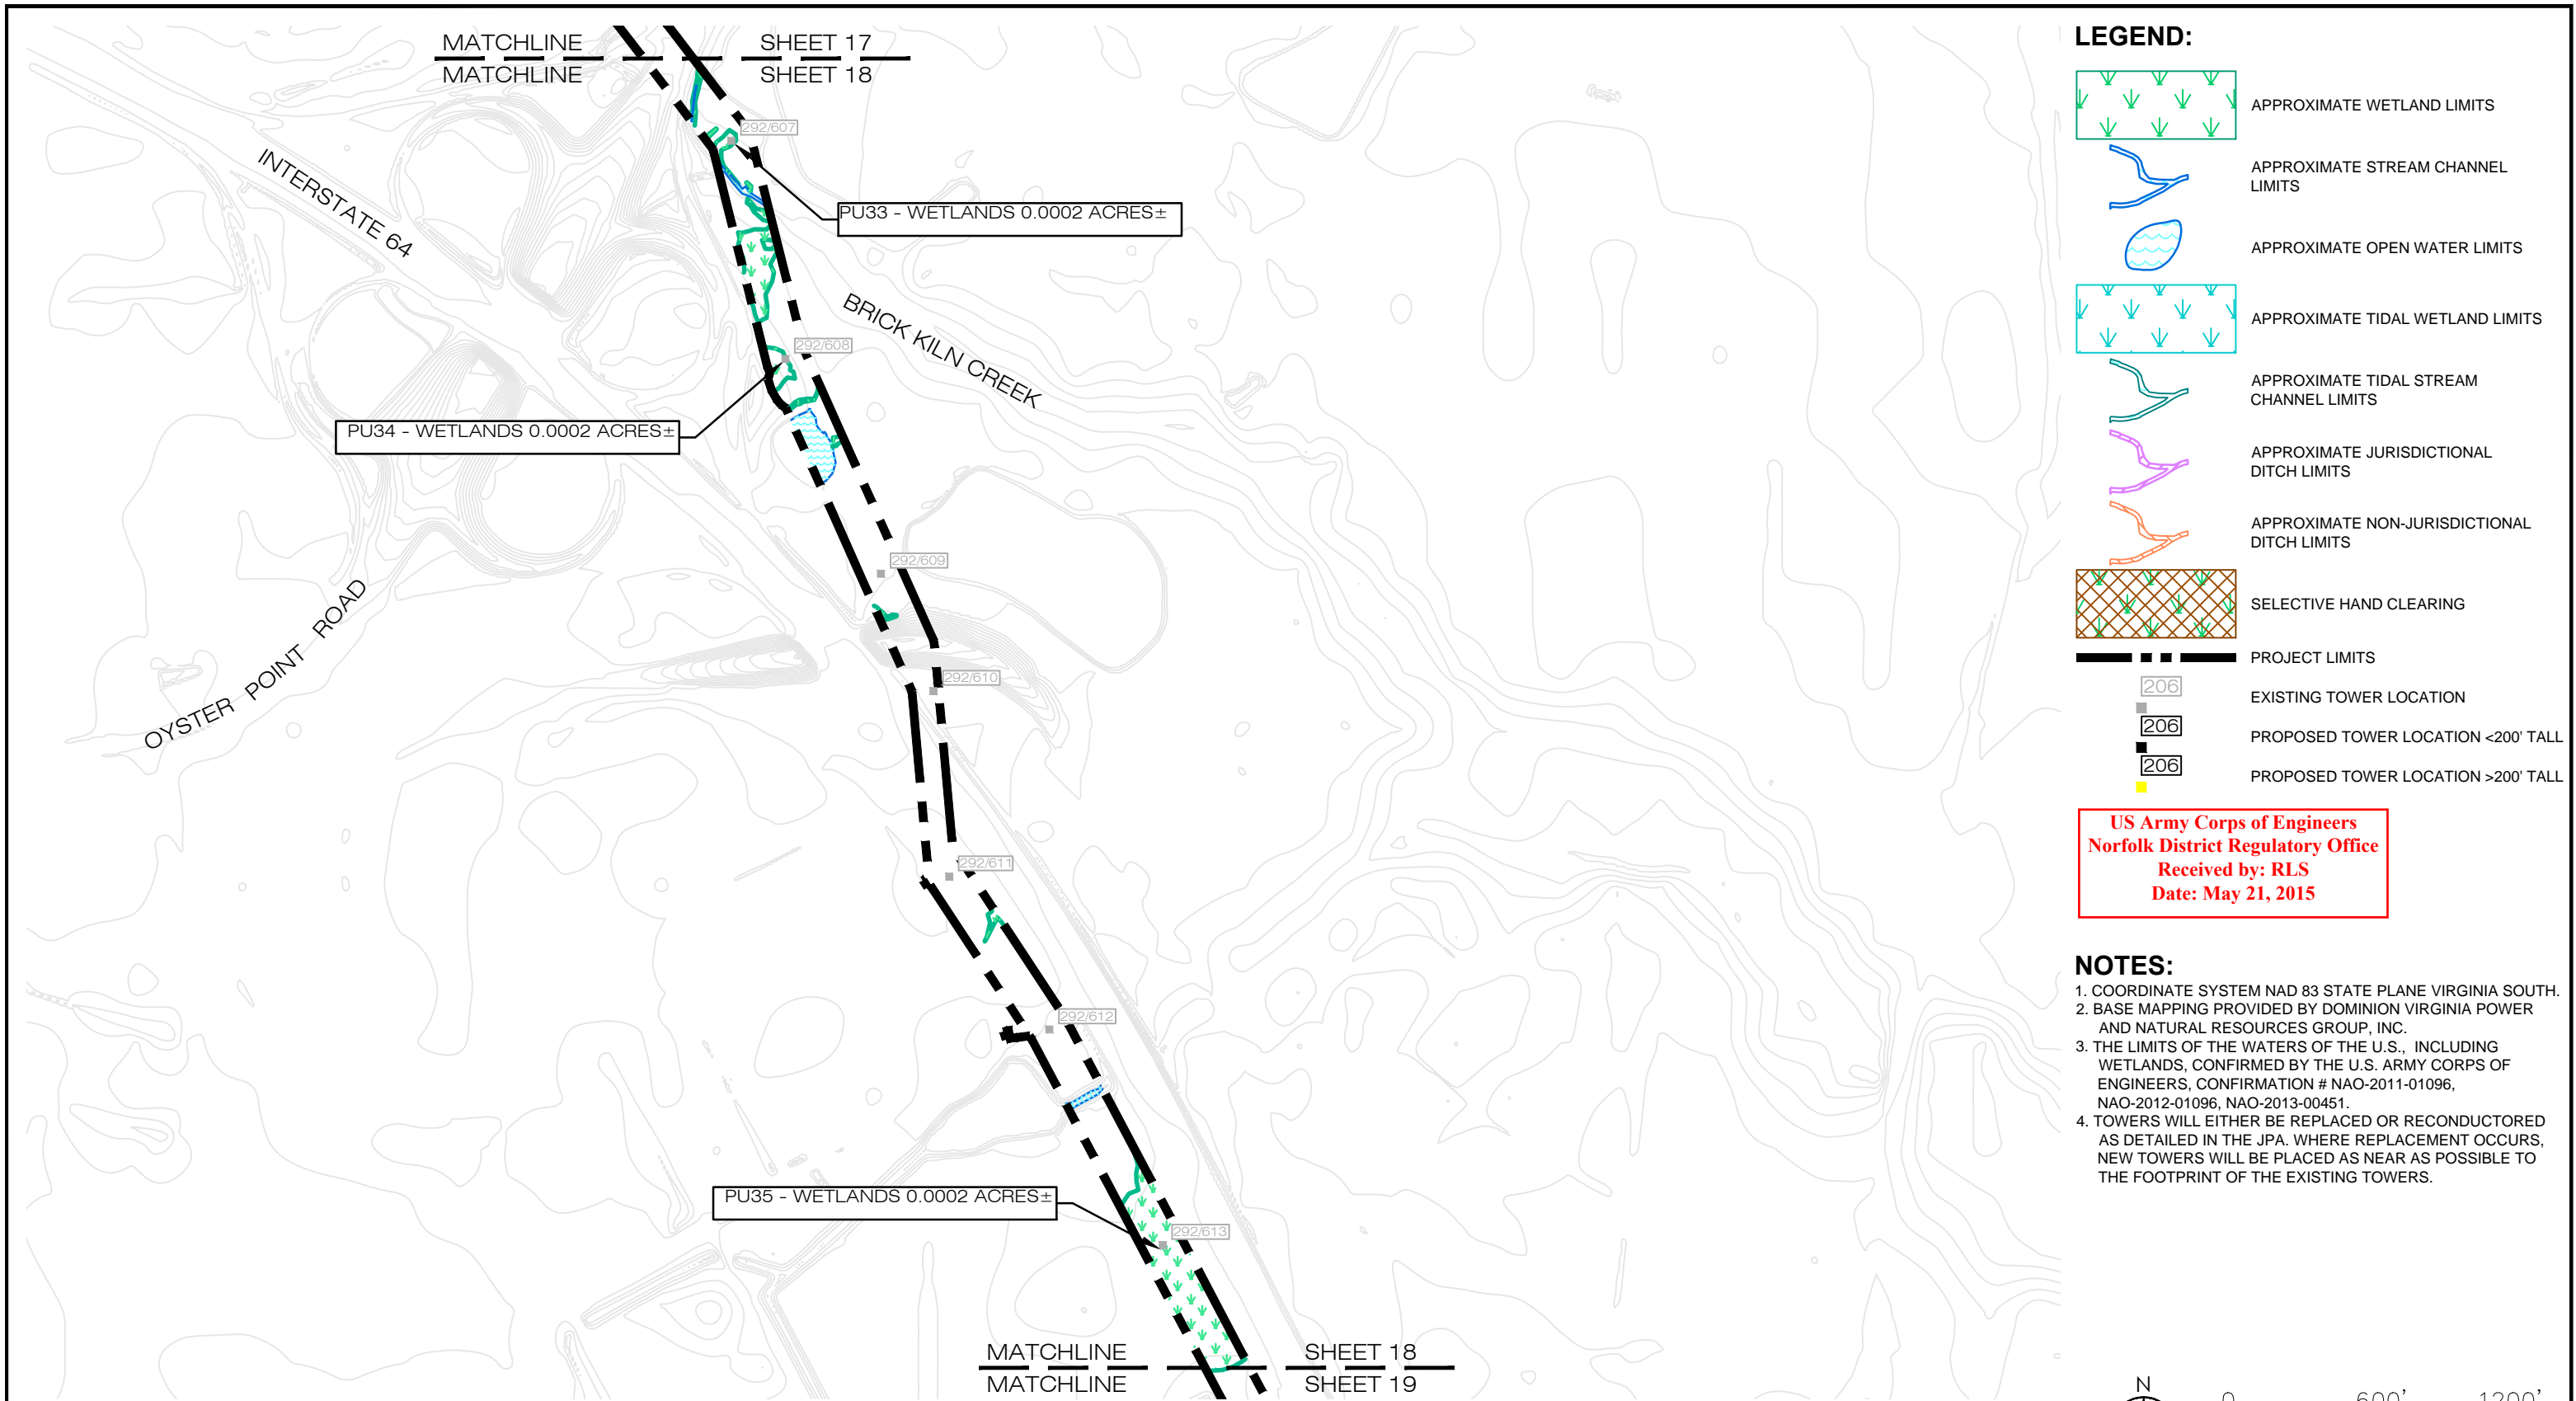 MATCHLINE SHEET 17
MATCHLINE SHEET 18
292/607
INTERSTATE 64
PU33 - WETLANDS 0.0002 ACRES±
BRICK KILN CREEK
292/608
PU34 - WETLANDS 0.0002 ACRES±
292/609
OYSTER POINT ROAD
292/610
292/611
292/612
PU35 - WETLANDS 0.0002 ACRES±
292/613
MATCHLINE SHEET 18
MATCHLINE SHEET 19
LEGEND:
APPROXIMATE WETLAND LIMITS
APPROXIMATE STREAM CHANNEL
LIMITS
APPROXIMATE OPEN WATER LIMITS
APPROXIMATE TIDAL WETLAND LIMITS
APPROXIMATE TIDAL STREAM
CHANNEL LIMITS
APPROXIMATE JURISDICTIONAL
DITCH LIMITS
APPROXIMATE NON-JURISDICTIONAL
DITCH LIMITS
SELECTIVE HAND CLEARING
PROJECT LIMITS
206
EXISTING TOWER LOCATION
206
PROPOSED TOWER LOCATION <200' TALL
206
PROPOSED TOWER LOCATION >200' TALL
US Army Corps of Engineers
Norfolk District Regulatory Office
Received by: RLS
Date: May 21, 2015
NOTES:
1. COORDINATE SYSTEM NAD 83 STATE PLANE VIRGINIA SOUTH.
2. BASE MAPPING PROVIDED BY DOMINION VIRGINIA POWER
AND NATURAL RESOURCES GROUP, INC.
3. THE LIMITS OF THE WATERS OF THE U.S., INCLUDING
WETLANDS, CONFIRMED BY THE U.S. ARMY CORPS OF
ENGINEERS, CONFIRMATION # NAO-2011-01096,
NAO-2012-01096, NAO-2013-00451.
4. TOWERS WILL EITHER BE REPLACED OR RECONDUCTORED
AS DETAILED IN THE JPA. WHERE REPLACEMENT OCCURS,
NEW TOWERS WILL BE PLACED AS NEAR AS POSSIBLE TO
THE FOOTPRINT OF THE EXISTING TOWERS.
N
0 600' 1200'